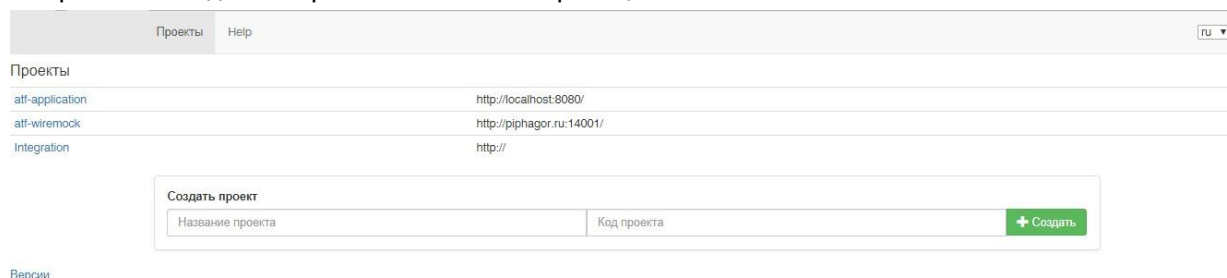 Проекты Help ru
Проекты
atf-application http://localhost:8080/
atf-wiremock http://piphagor.ru:14001/
Integration http://
Создать проект
Название проекта Код проекта Создать
Версии